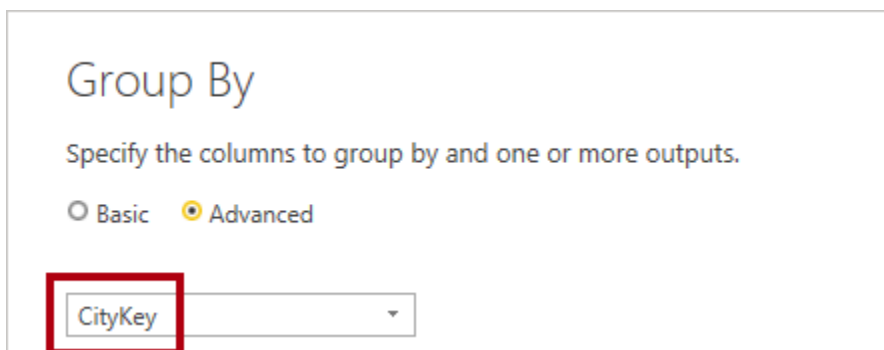 Group By
Specify the columns to group by and one or more outputs.
Basic Advanced
CityKey